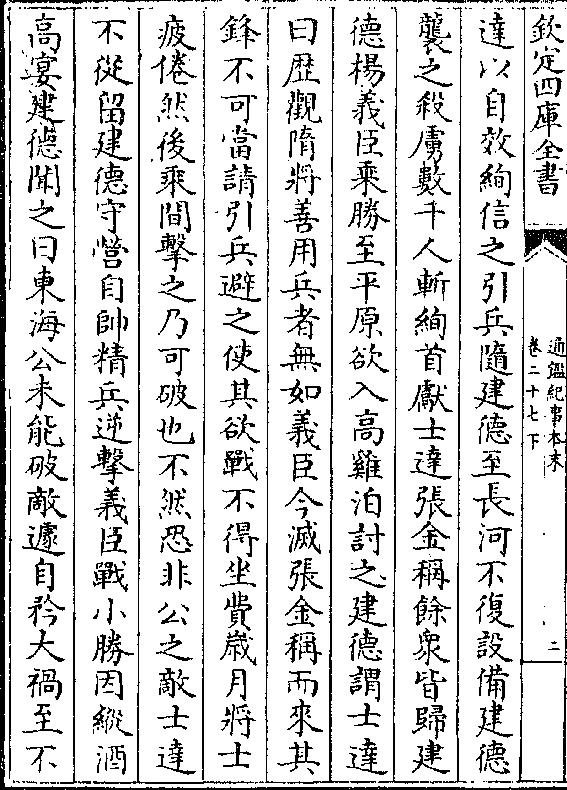 欽定四庫全書
通鑑紀事本末
卷二十七下
二
達以自效絢信之引兵隨建德至長河不復設備建德
襲之殺虜數千人斬絢首獻士達張金稱餘衆皆歸建
德楊義臣乗勝至平原欲入高雞泊討之建德謂士達
曰歴觀隋將善用兵者無如義臣今滅張金稱而來其
鋒不可當請引兵避之使其欲戰不得坐費嵗月將士
疲倦然後乘間擊之乃可破也不然恐非公之敵士達
不從留建德守營自帥精兵逆擊義臣戰小勝因縱酒
高宴建德聞之曰東海公未能破敵遽自矜大禍至不